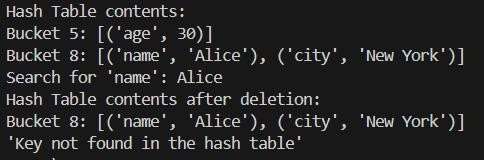 Hash Table contents:
Bucket 5: [('age', 30)]
Bucket 8: [('name', 'Alice'), ('city', 'New York')]
Search for 'name': Alice
Hash Table contents after deletion:
Bucket 8: [('name', 'Alice'), ('city', 'New York')]
'Key not found in the hash table'